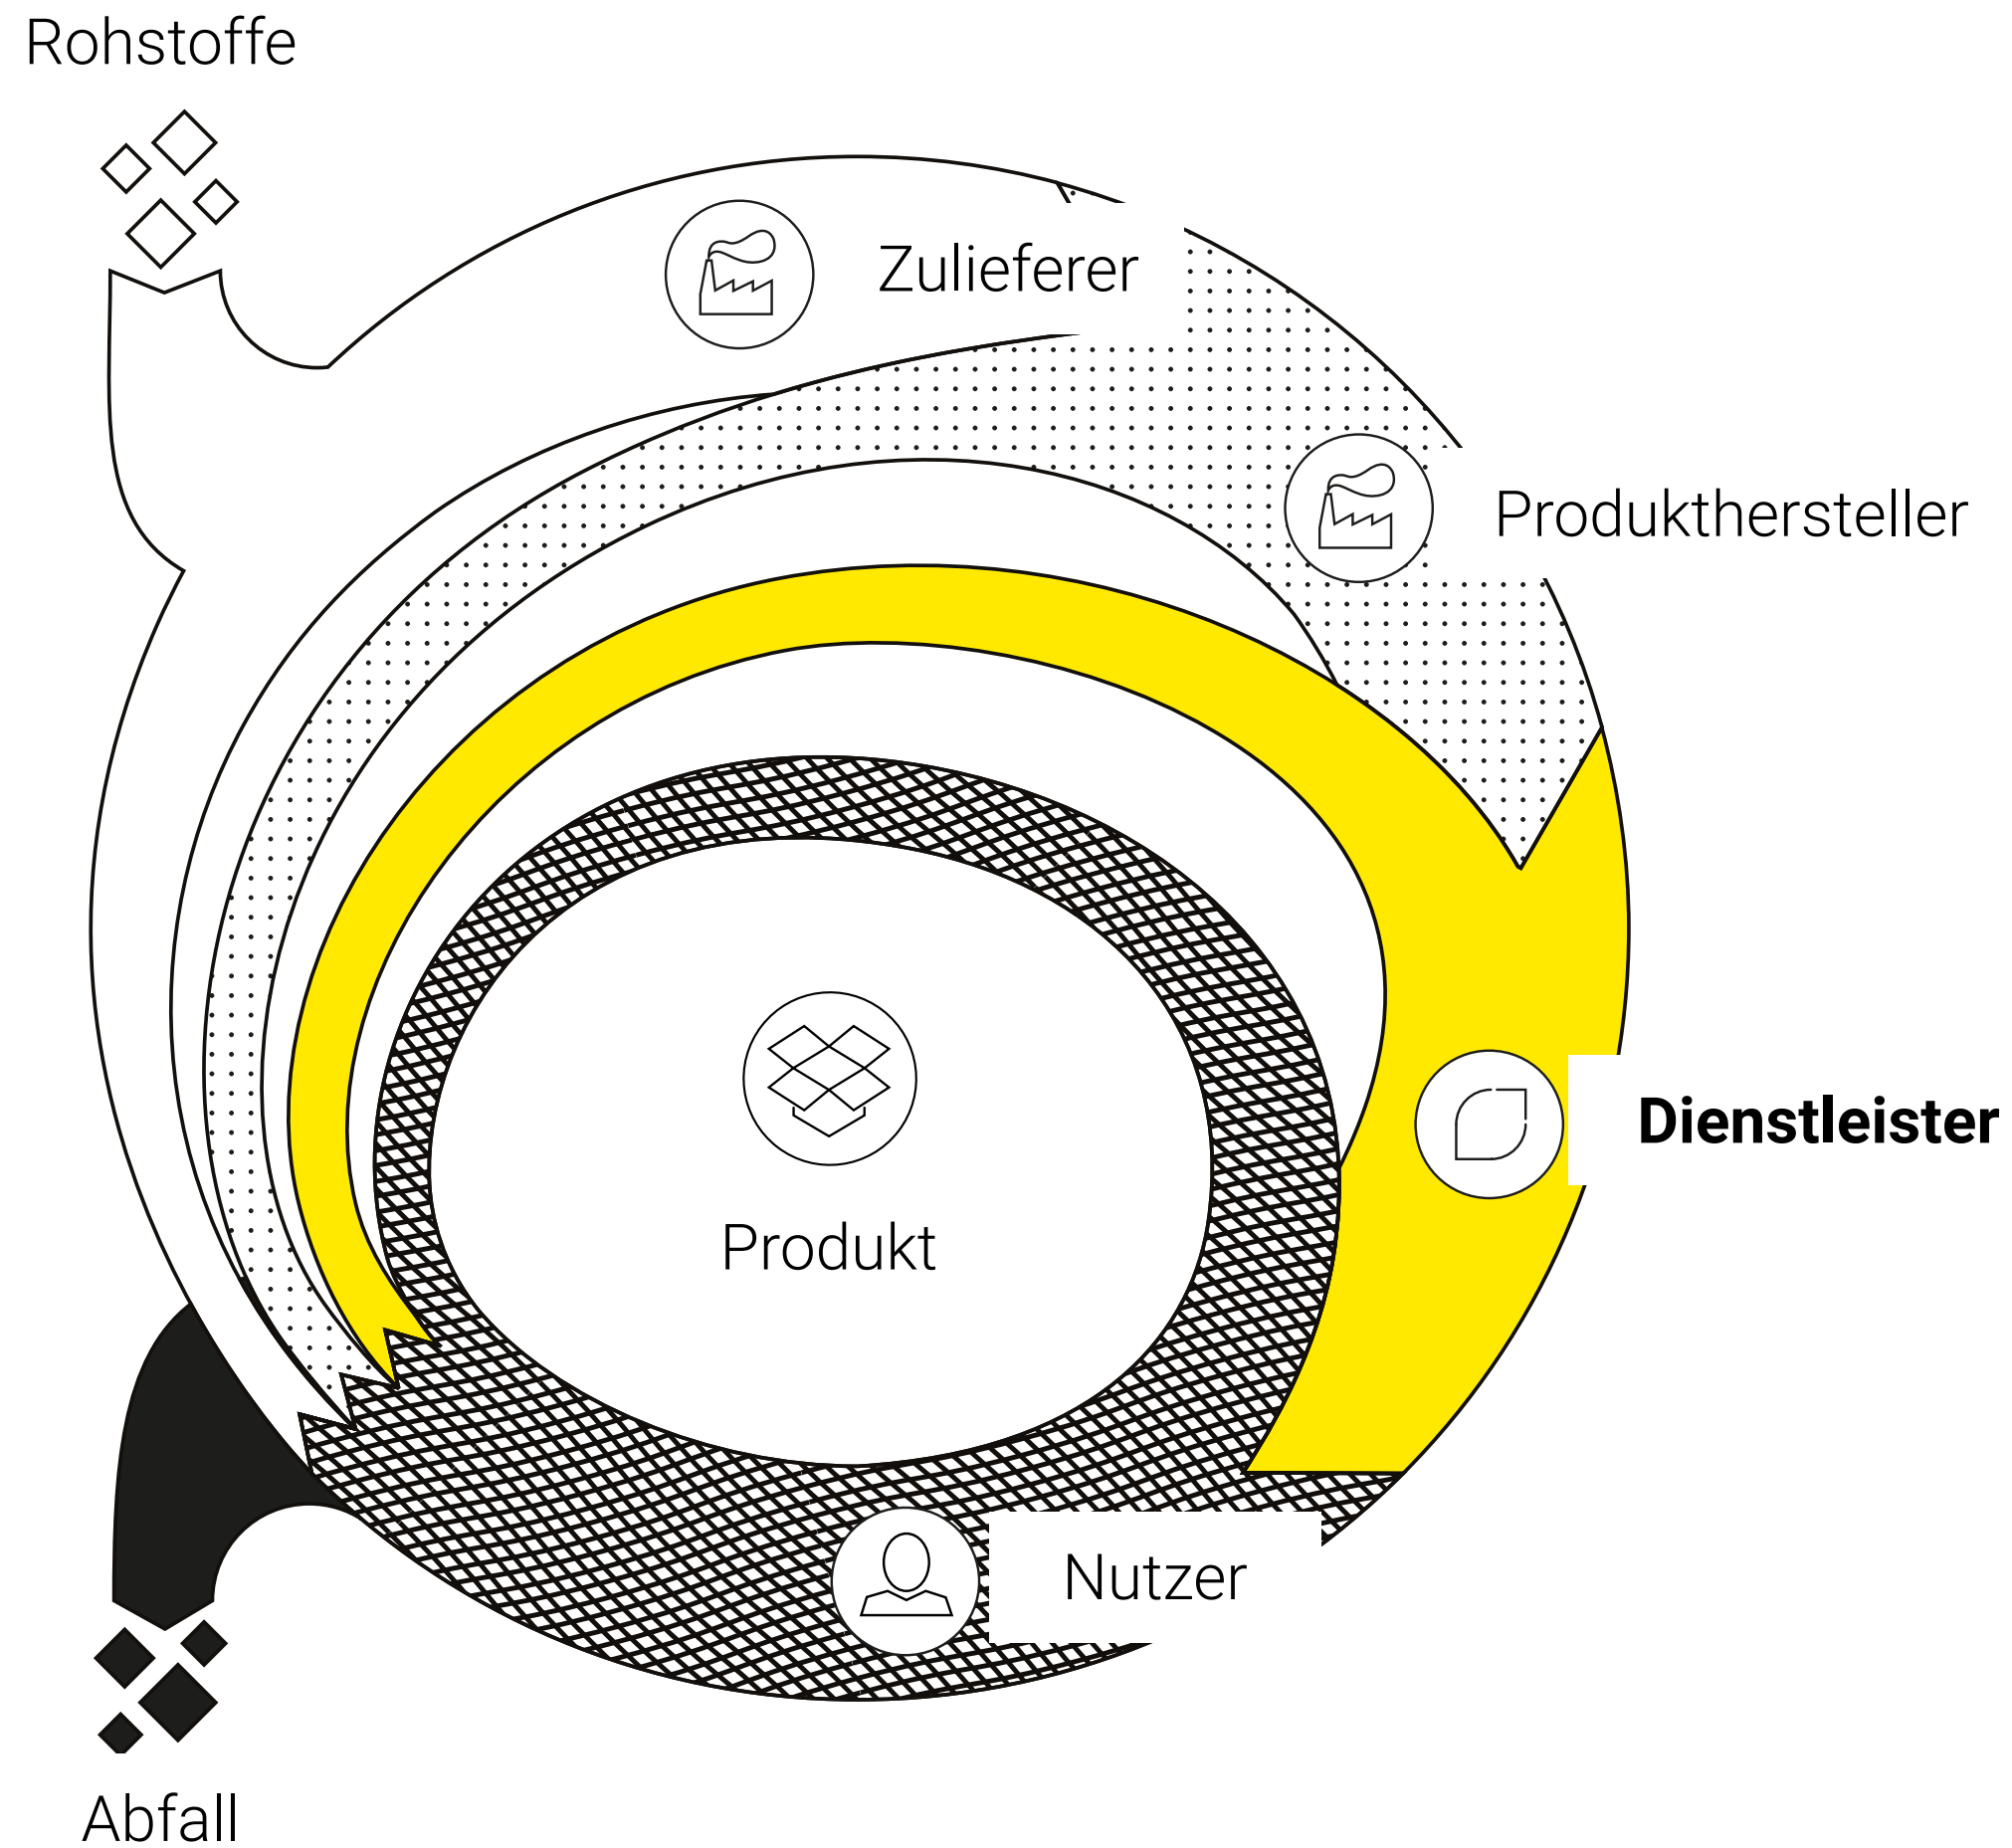 Rohstoffe
Zulieferer
Produkthersteller
Dienstleister
Produkt
Nutzer
Abfall